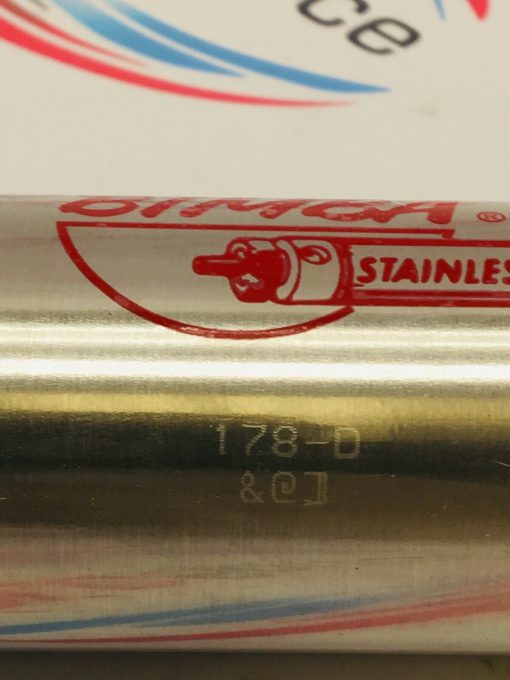 ce
BIMBA ®
STAINLES
178-D
&@]